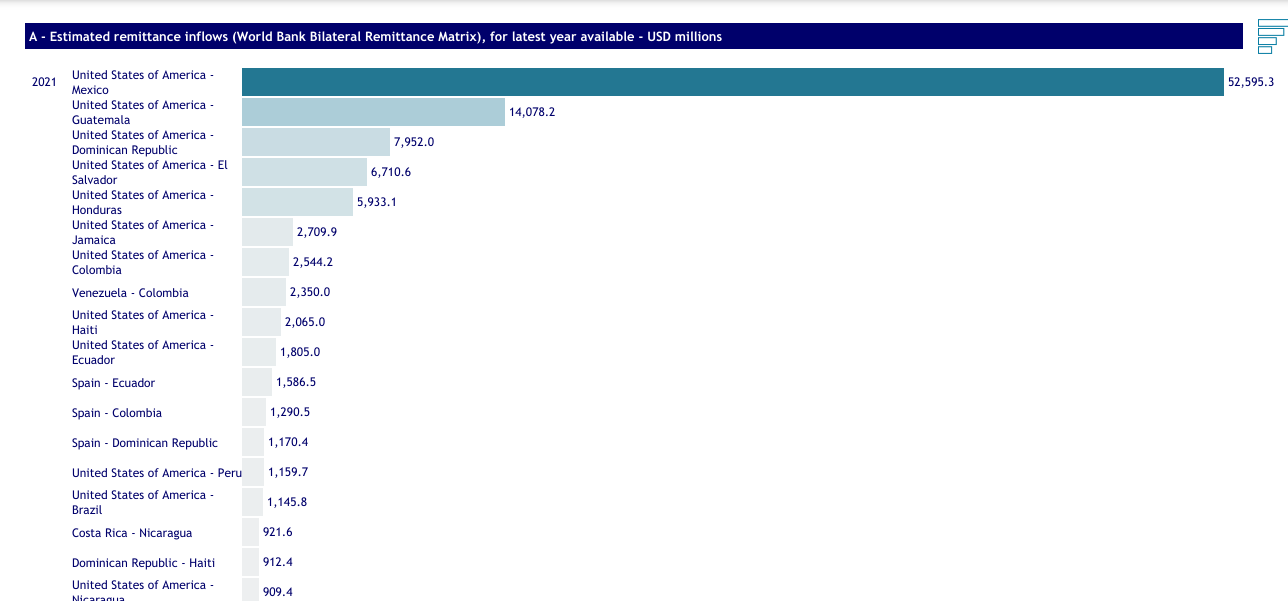 A - Estimated remittance inflows (World Bank Bilateral Remittance Matrix), for latest year available - USD millions
2021
United States of America -
Mexico
52,595.3
United States of America -
Guatemala
14,078.2
United States of America -
Dominican Republic
7,952.0
United States of America - El
Salvador
6,710.6
United States of America -
Honduras
5,933.1
United States of America -
Jamaica
2,709.9
United States of America -
Colombia
2,544.2
Venezuela - Colombia
2,350.0
United States of America -
Haiti
2,065.0
United States of America -
Ecuador
1,805.0
Spain - Ecuador
1,586.5
Spain - Colombia
1,290.5
Spain - Dominican Republic
1,170.4
United States of America - Peru
1,159.7
United States of America -
Brazil
1,145.8
Costa Rica - Nicaragua
921.6
Dominican Republic - Haiti
912.4
United States of America -
Nicaragua
909.4